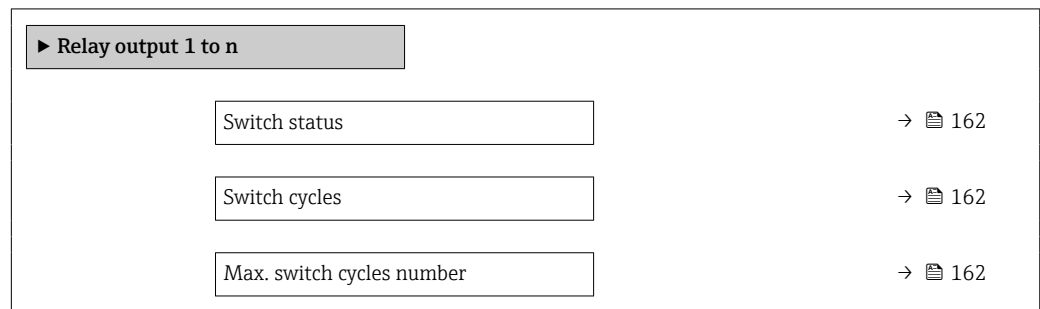 ▶ Relay output 1 to n
Switch status → 162
Switch cycles → 162
Max. switch cycles number → 162